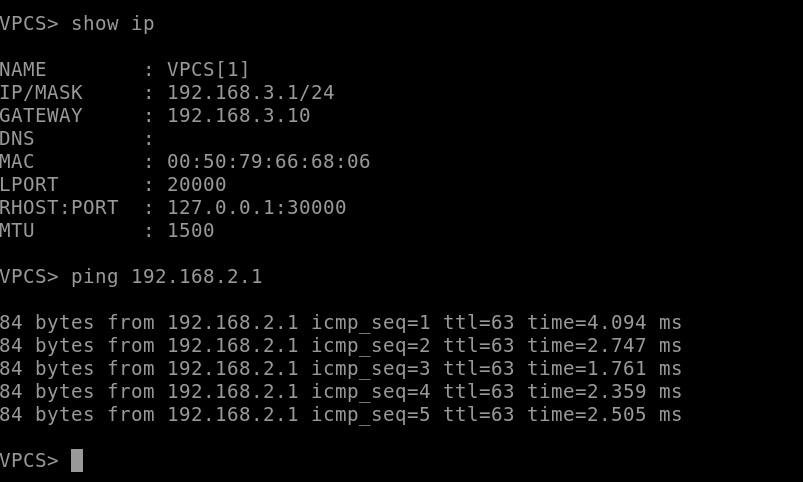 VPCS> show ip
NAME        : VPCS[1]
IP/MASK     : 192.168.3.1/24
GATEWAY     : 192.168.3.10
DNS         :
MAC         : 00:50:79:66:68:06
LPORT       : 20000
RHOST:PORT  : 127.0.0.1:30000
MTU         : 1500
VPCS> ping 192.168.2.1
84 bytes from 192.168.2.1 icmp_seq=1 ttl=63 time=4.094 ms
84 bytes from 192.168.2.1 icmp_seq=2 ttl=63 time=2.747 ms
84 bytes from 192.168.2.1 icmp_seq=3 ttl=63 time=1.761 ms
84 bytes from 192.168.2.1 icmp_seq=4 ttl=63 time=2.359 ms
84 bytes from 192.168.2.1 icmp_seq=5 ttl=63 time=2.505 ms
VPCS>